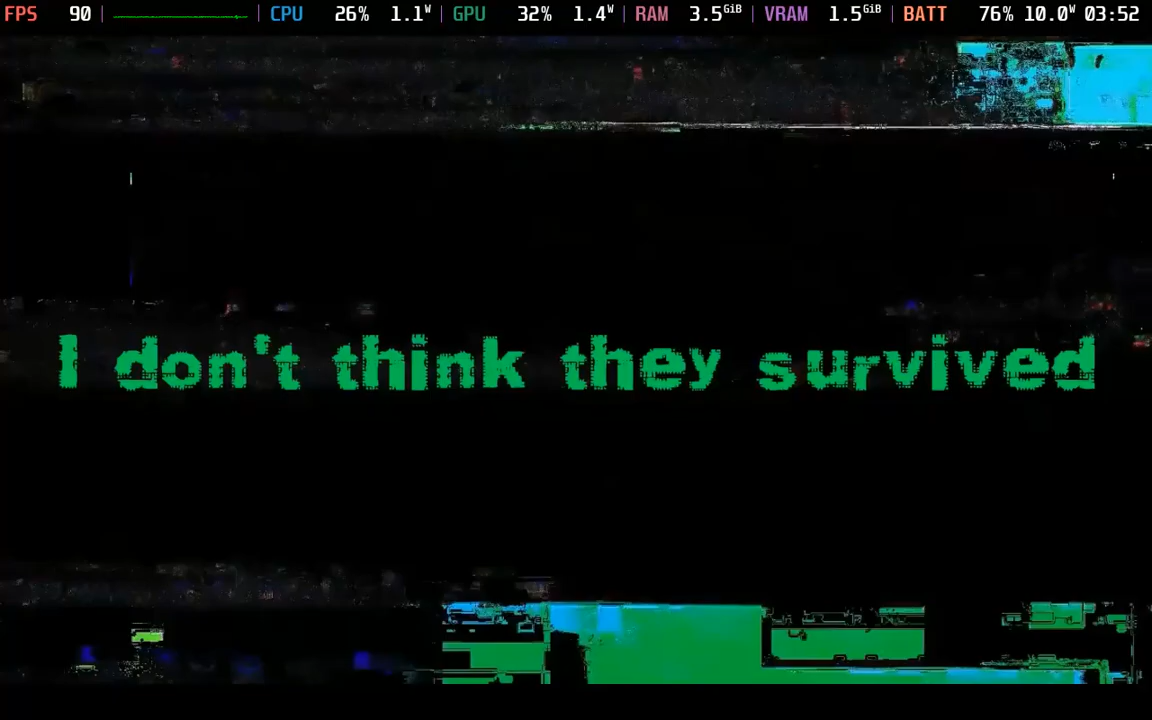 FPS 90 CPU 26% 1.1W GPU 32% 1.4W RAM 3.5GiB VRAM 1.5GiB BATT 76% 10.0W 03:52
I don't think they survived